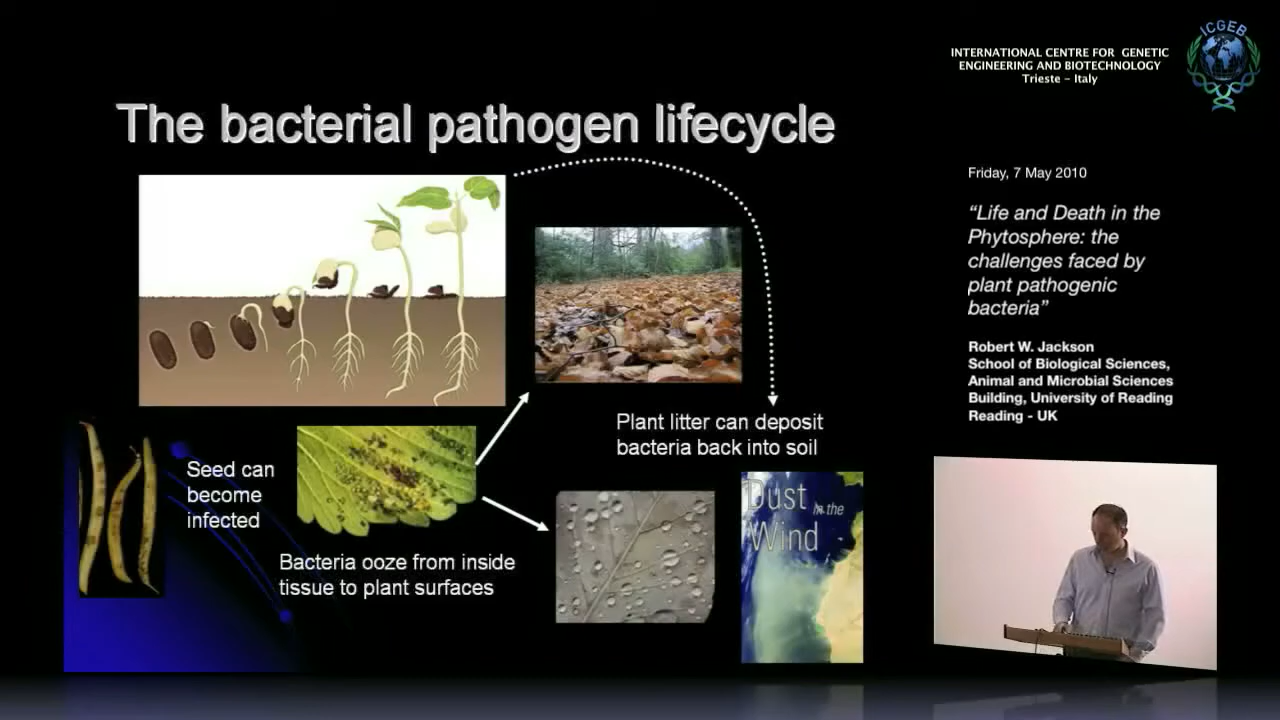 ICGEB
INTERNATIONAL CENTRE FOR GENETIC
ENGINEERING AND BIOTECHNOLOGY
Trieste – Italy
The bacterial pathogen lifecycle
Friday, 7 May 2010
“Life and Death in the
Phytosphere: the
challenges faced by
plant pathogenic
bacteria”
Robert W. Jackson
School of Biological Sciences,
Animal and Microbial Sciences
Building, University of Reading
Reading - UK
Plant litter can deposit
bacteria back into soil
Seed can
become
infected
Bacteria ooze from inside
tissue to plant surfaces
Dust in the
Wind